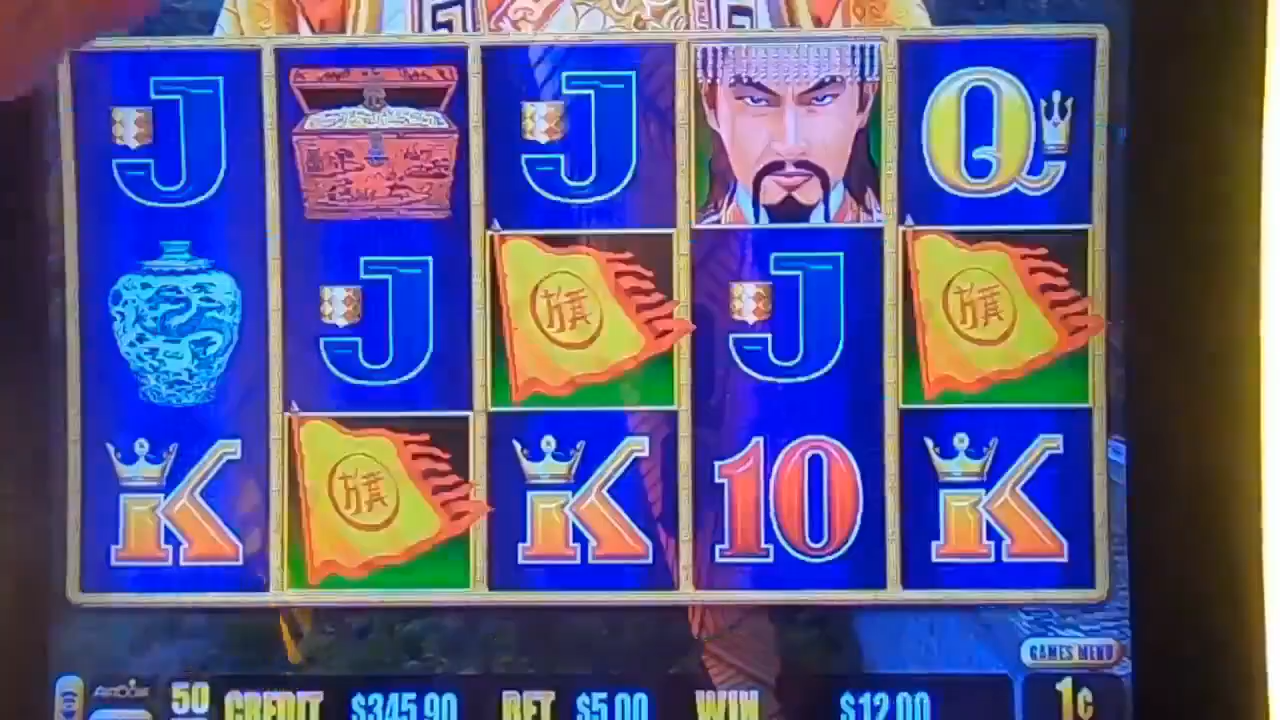 J J Q
J 旗 J 旗
K 旗 K 10 K
GAMES MENU
50 CREDIT $345.90 BET $5.00 WIN $12.00 1¢